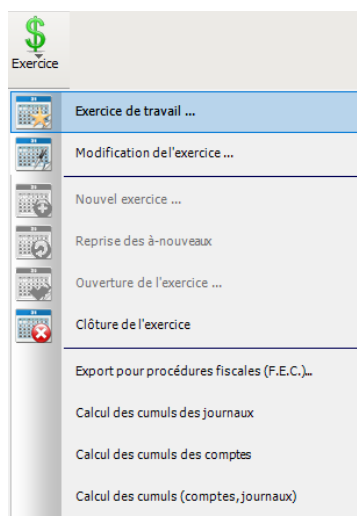 Exercice
Exercice de travail ...
Modification de l'exercice ...
Nouvel exercice ...
Reprise des à-nouveaux
Ouverture de l'exercice ...
Clôture de l'exercice
Export pour procédures fiscales (F.E.C.)...
Calcul des cumuls des journaux
Calcul des cumuls des comptes
Calcul des cumuls (comptes, journaux)